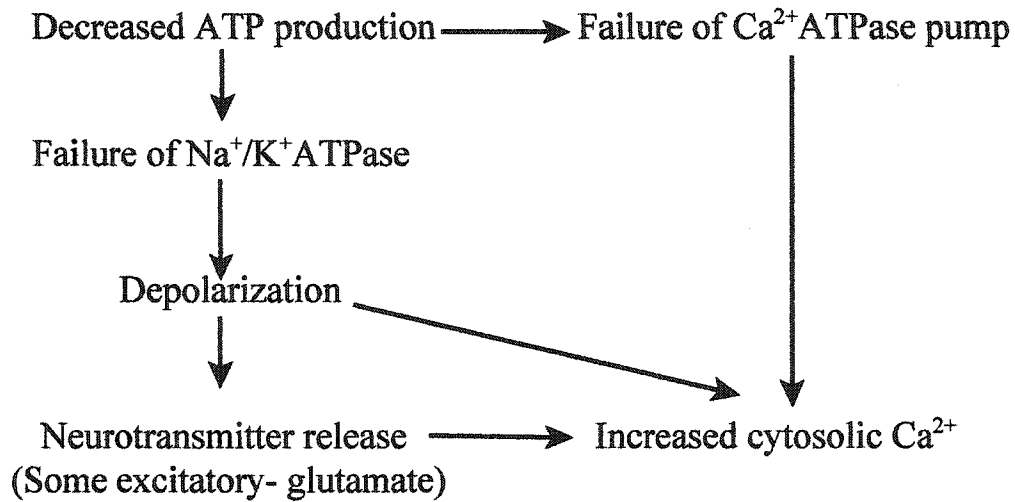 Decreased ATP production
Failure of Ca²⁺ATPase pump
Failure of Na⁺/K⁺ATPase
Depolarization
Neurotransmitter release
(Some excitatory- glutamate)
Increased cytosolic Ca²⁺